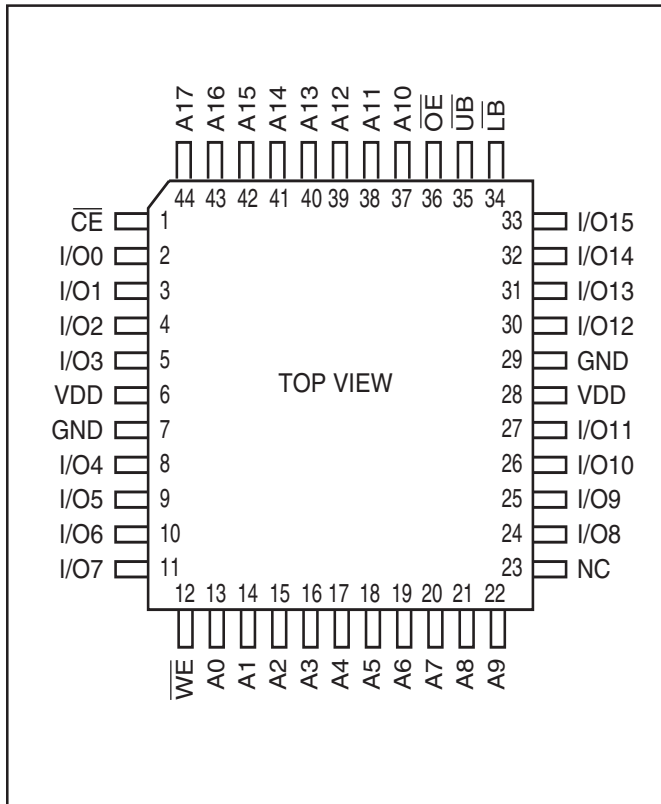 A17 A16 A15 A14 A13 A12 A11 A10 OE UB LB
44 43 42 41 40 39 38 37 36 35 34
CE 1 33 I/O15
I/O0 2 32 I/O14
I/O1 3 31 I/O13
I/O2 4 30 I/O12
I/O3 5 29 GND
TOP VIEW
VDD 6 28 VDD
GND 7 27 I/O11
I/O4 8 26 I/O10
I/O5 9 25 I/O9
I/O6 10 24 I/O8
I/O7 11 23 NC
12 13 14 15 16 17 18 19 20 21 22
WE A0 A1 A2 A3 A4 A5 A6 A7 A8 A9